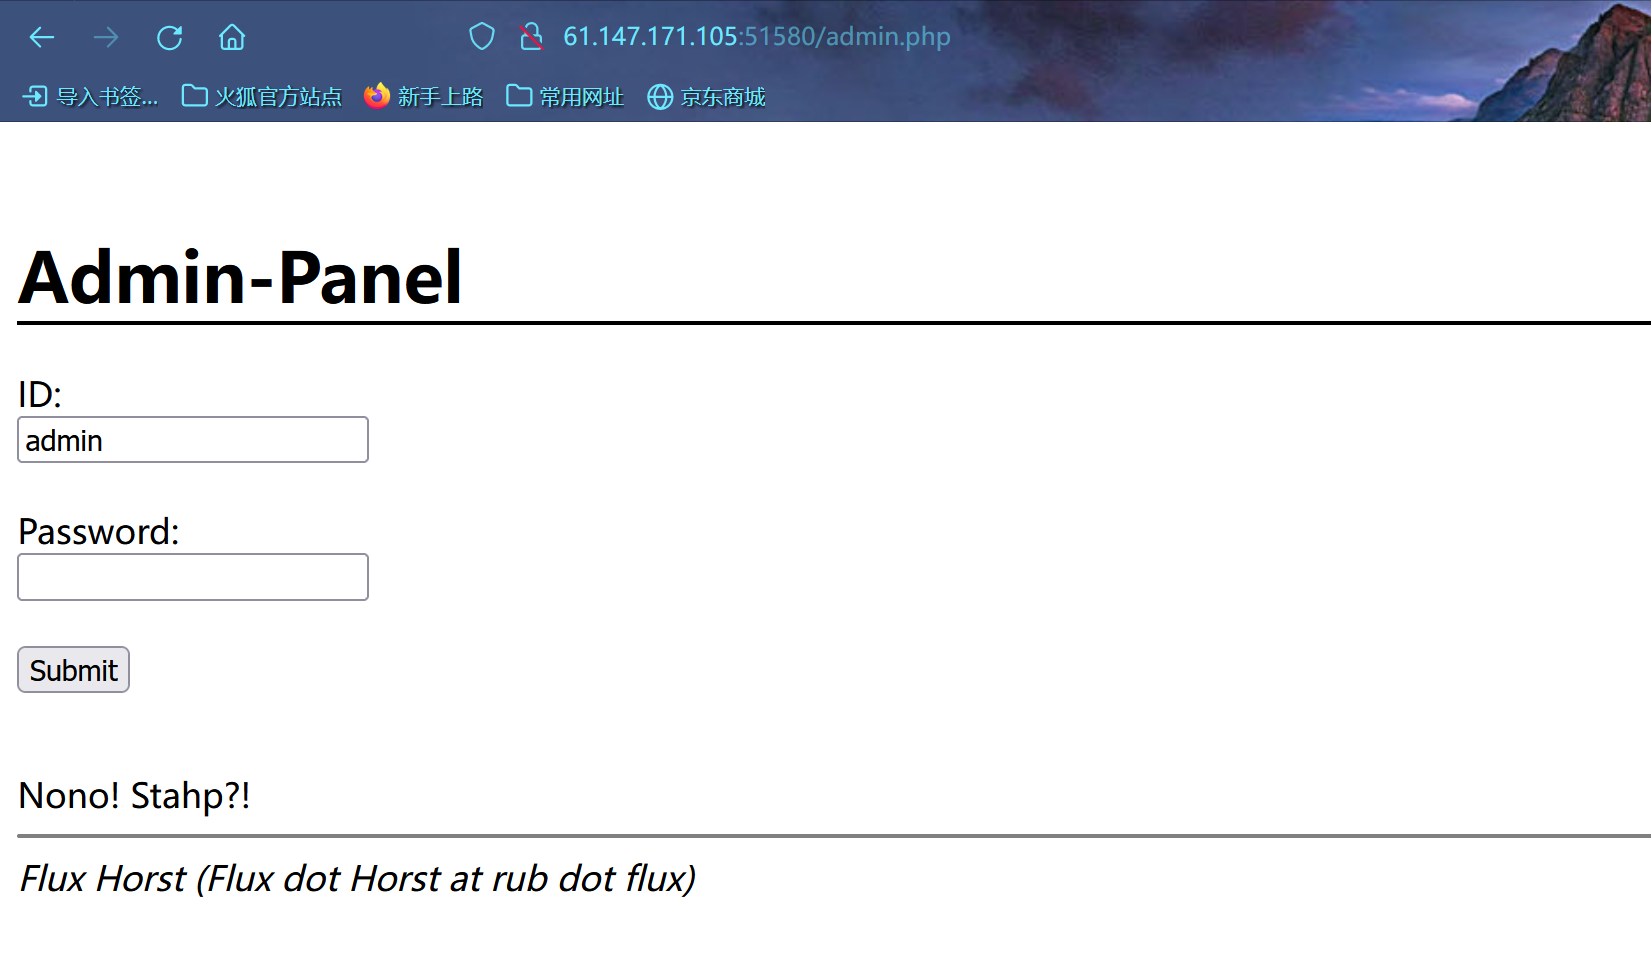 61.147.171.105:51580/admin.php
导入书签... 火狐官方站点 新手上路 常用网址 京东商城
Admin-Panel
ID:
admin
Password:
Submit
Nono! Stahp?!
Flux Horst (Flux dot Horst at rub dot flux)